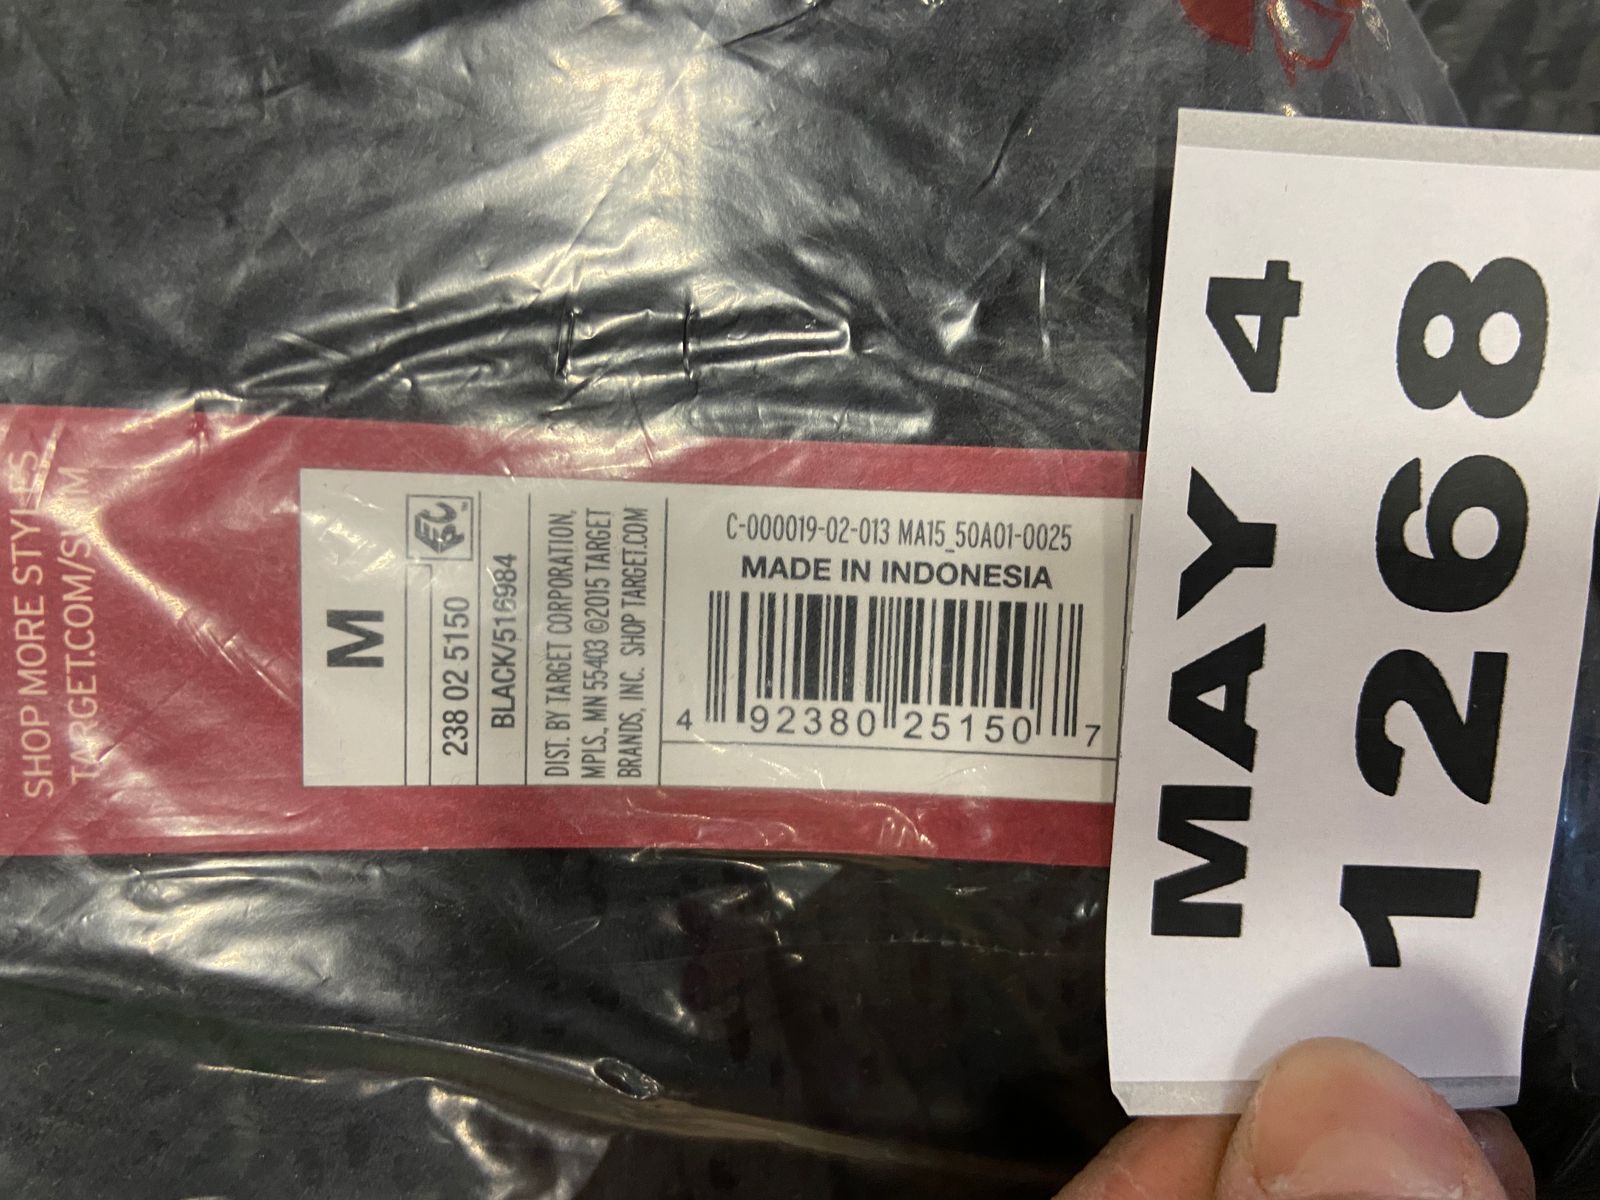 SHOP MORE STYLES,
TARGET.COM/SWIM
M
EPC
238 02 5150
BLACK/516984
DIST. BY TARGET CORPORATION,
MPLS., MN 55403 ©2015 TARGET
BRANDS, INC. SHOP TARGET.COM
C-000019-02-013 MA15_50A01-0025
MADE IN INDONESIA
4 92380 25150 7
MAY 4
1268